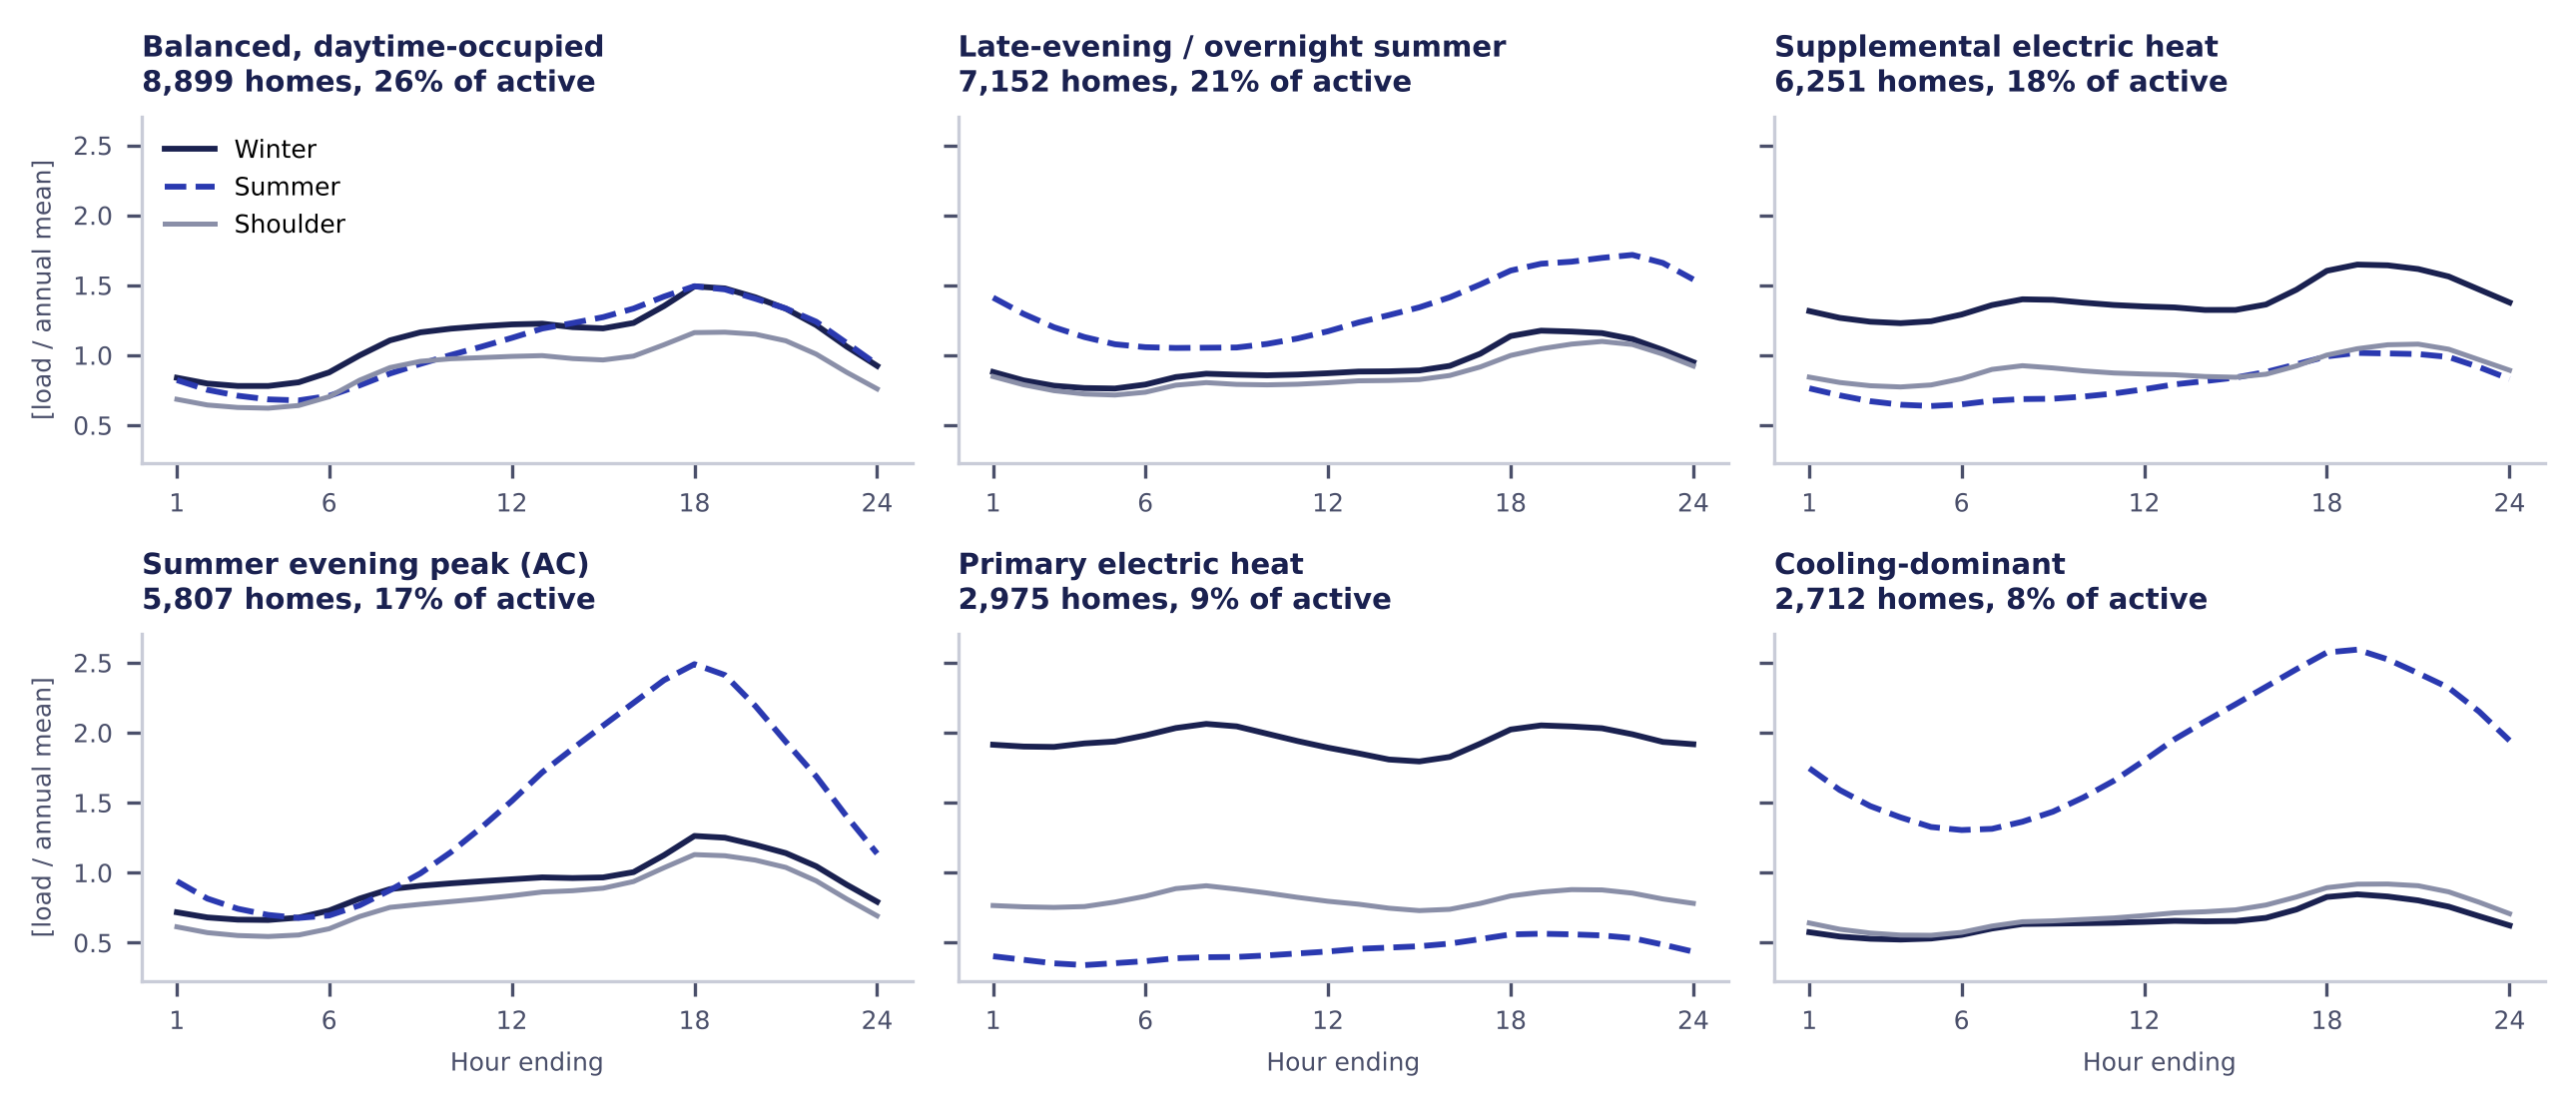 Balanced, daytime-occupied
8,899 homes, 26% of active
Late-evening / overnight summer
7,152 homes, 21% of active
Supplemental electric heat
6,251 homes, 18% of active
[load / annual mean]
2.5
2.0
1.5
1.0
0.5
Winter
Summer
Shoulder
1 6 12 18 24
1 6 12 18 24
1 6 12 18 24
Summer evening peak (AC)
5,807 homes, 17% of active
Primary electric heat
2,975 homes, 9% of active
Cooling-dominant
2,712 homes, 8% of active
[load / annual mean]
2.5
2.0
1.5
1.0
0.5
1 6 12 18 24
1 6 12 18 24
1 6 12 18 24
Hour ending
Hour ending
Hour ending